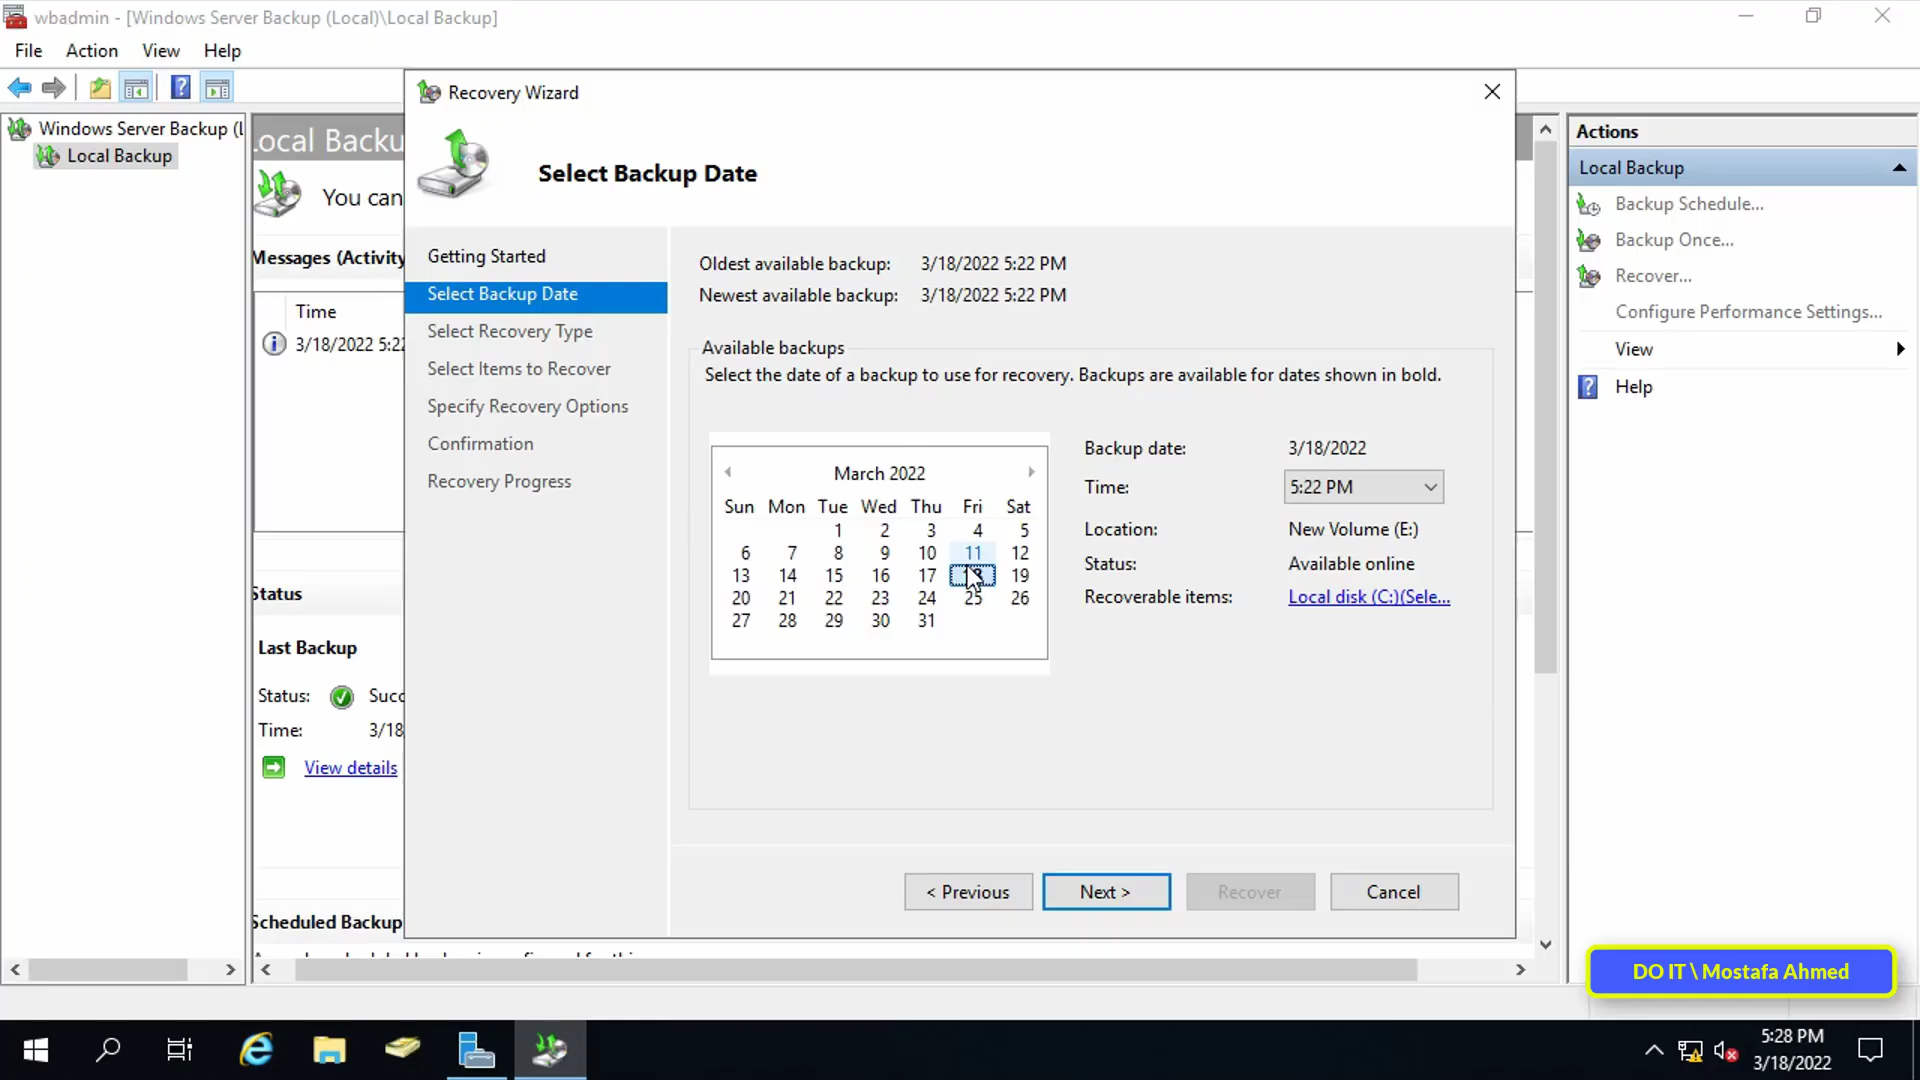 wbadmin - [Windows Server Backup (Local)\Local Backup]
File Action View Help
Windows Server Backup (L
Local Backup
Local Backu
You can
Messages (Activity
Time
3/18/2022 5:22
Status
Last Backup
Status: Succ
Time: 3/18
View details
Scheduled Backup
Recovery Wizard
Select Backup Date
Getting Started
Select Backup Date
Select Recovery Type
Select Items to Recover
Specify Recovery Options
Confirmation
Recovery Progress
Oldest available backup: 3/18/2022 5:22 PM
Newest available backup: 3/18/2022 5:22 PM
Available backups
Select the date of a backup to use for recovery. Backups are available for dates shown in bold.
March 2022
Sun Mon Tue Wed Thu Fri Sat
1 2 3 4 5
6 7 8 9 10 11 12
13 14 15 16 17 18 19
20 21 22 23 24 25 26
27 28 29 30 31
Backup date: 3/18/2022
Time: 5:22 PM
Location: New Volume (E:)
Status: Available online
Recoverable items: Local disk (C:)(Sele...
< Previous Next > Recover Cancel
Actions
Local Backup
Backup Schedule...
Backup Once...
Recover...
Configure Performance Settings...
View
Help
DO IT \ Mostafa Ahmed
5:28 PM
3/18/2022